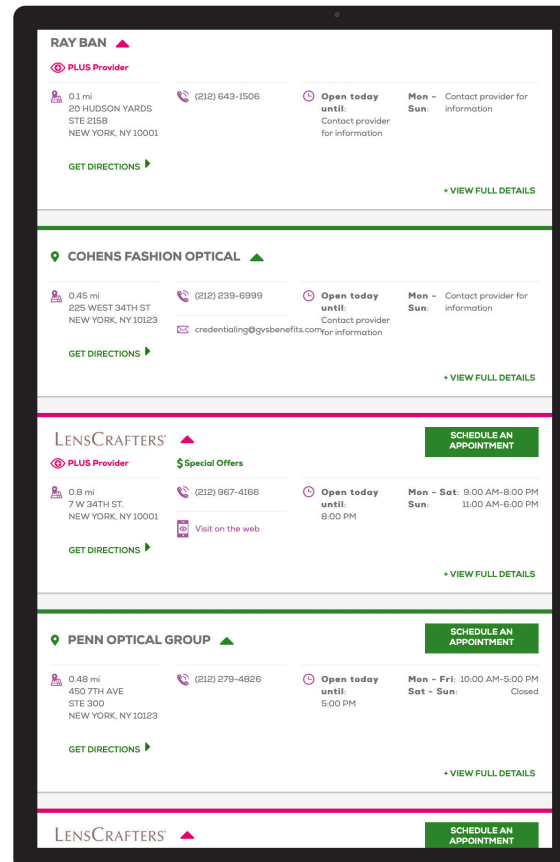 RAY BAN
PLUS Provider
0.1 mi
20 HUDSON YARDS
STE 215B
NEW YORK, NY 10001
GET DIRECTIONS
(212) 643-1506
Open today
until:
Contact provider
for information
Mon - Sun: Contact provider for
information
+ VIEW FULL DETAILS
COHENS FASHION OPTICAL
0.45 mi
225 WEST 34TH ST
NEW YORK, NY 10123
GET DIRECTIONS
(212) 239-6999
credentialing@gvsbenefits.com
Open today
until:
Contact provider
for information
Mon - Sun: Contact provider for
information
+ VIEW FULL DETAILS
LENSCRAFTERS
SCHEDULE AN
APPOINTMENT
PLUS Provider
$ Special Offers
0.8 mi
7 W 34TH ST.
NEW YORK, NY 10001
GET DIRECTIONS
(212) 967-4166
Visit on the web
Open today
until:
8:00 PM
Mon - Sat: 9:00 AM-8:00 PM
Sun: 11:00 AM-6:00 PM
+ VIEW FULL DETAILS
PENN OPTICAL GROUP
SCHEDULE AN
APPOINTMENT
0.48 mi
450 7TH AVE
STE 300
NEW YORK, NY 10123
GET DIRECTIONS
(212) 279-4826
Open today
until:
5:00 PM
Mon - Fri: 10:00 AM-5:00 PM
Sat - Sun: Closed
+ VIEW FULL DETAILS
LENSCRAFTERS
SCHEDULE AN
APPOINTMENT